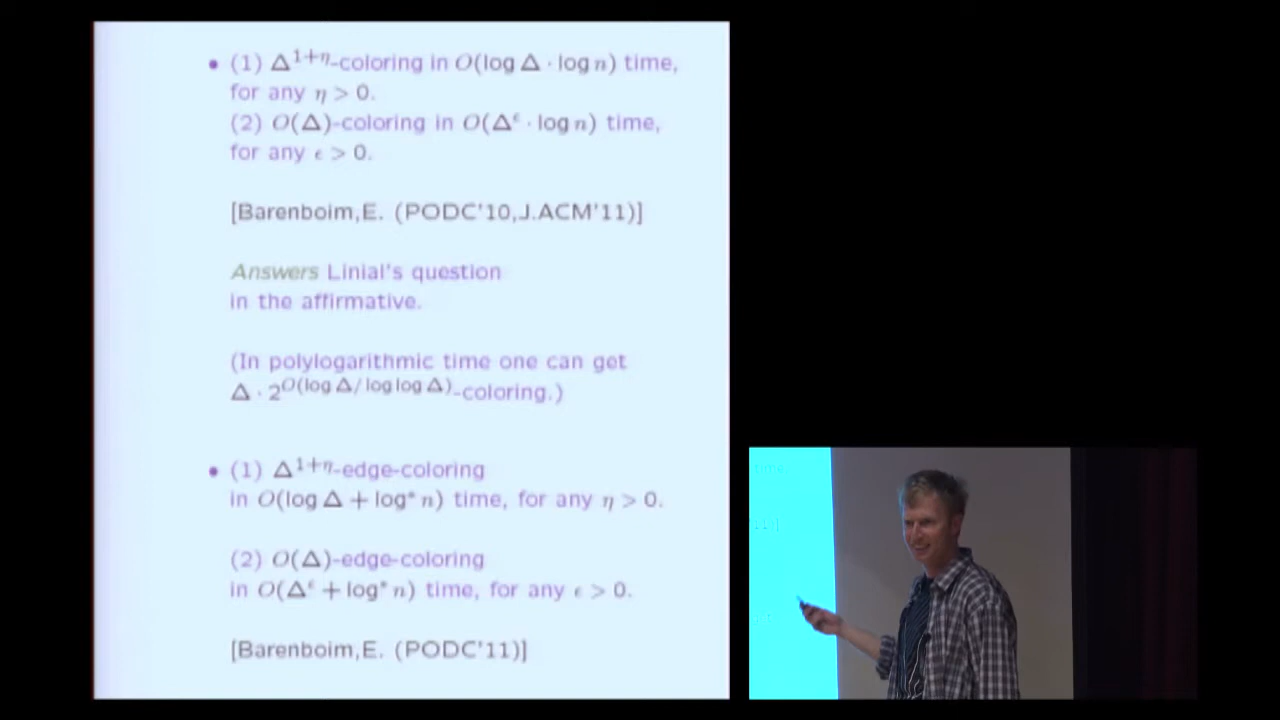 • (1) Δ^{1+η}-coloring in O(log Δ · log n) time,
for any η > 0.
(2) O(Δ)-coloring in O(Δ^ε · log n) time,
for any ε > 0.
[Barenboim,E. (PODC'10,J.ACM'11)]
Answers Linial's question
in the affirmative.
(In polylogarithmic time one can get
Δ · 2^{O(log Δ/ log log Δ)}-coloring.)
• (1) Δ^{1+η}-edge-coloring
in O(log Δ + log* n) time, for any η > 0.
(2) O(Δ)-edge-coloring
in O(Δ^ε + log* n) time, for any ε > 0.
[Barenboim,E. (PODC'11)]
time,
'11)]